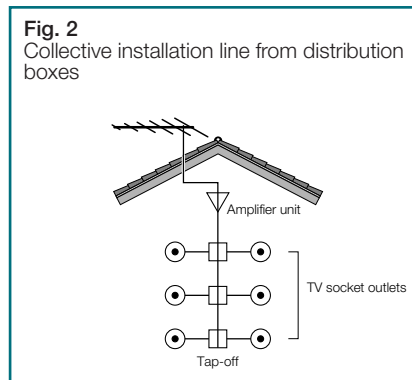 Fig. 2
Collective installation line from distribution
boxes
Amplifier unit
TV socket outlets
Tap-off